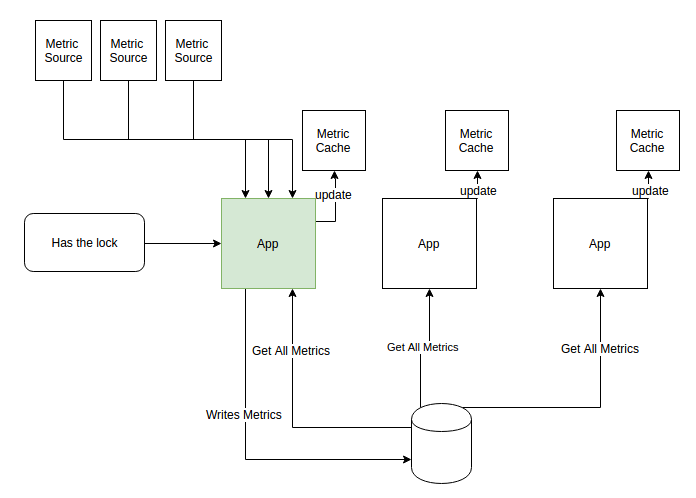 Metric
Source
Metric
Source
Metric
Source
Metric
Cache
Metric
Cache
Metric
Cache
update
update
update
Has the lock
App
App
App
Get All Metrics
Get All Metrics
Get All Metrics
Writes Metrics